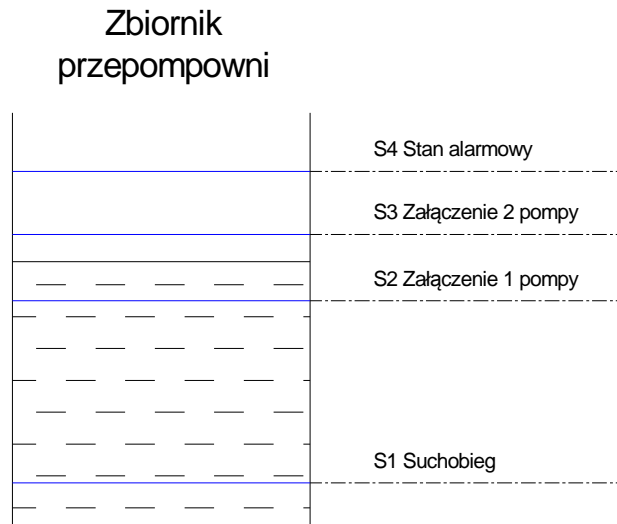 Zbiornik
przepompowni
S4 Stan alarmowy
S3 Załączenie 2 pompy
S2 Załączenie 1 pompy
S1 Suchobieg